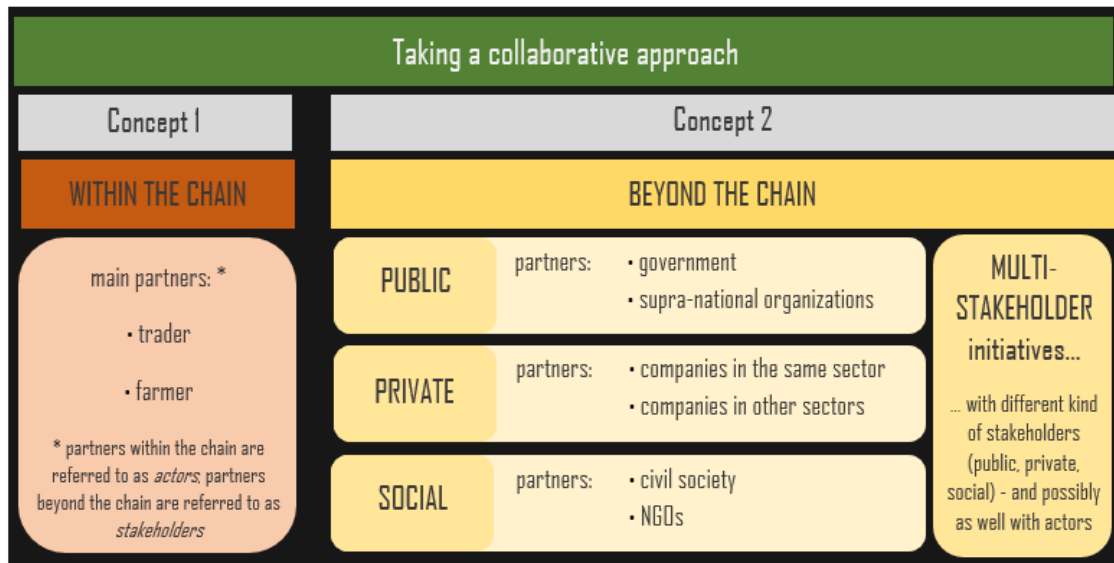 Taking a collaborative approach
Concept 1
Concept 2
WITHIN THE CHAIN
BEYOND THE CHAIN
main partners: *
• trader
• farmer
* partners within the chain are
referred to as actors; partners
beyond the chain are referred to as
stakeholders
PUBLIC
partners:
• government
• supra-national organizations
PRIVATE
partners:
• companies in the same sector
• companies in other sectors
SOCIAL
partners:
• civil society
• NGOs
MULTI-
STAKEHOLDER
initiatives...
... with different kind
of stakeholders
(public, private,
social) - and possibly
as well with actors